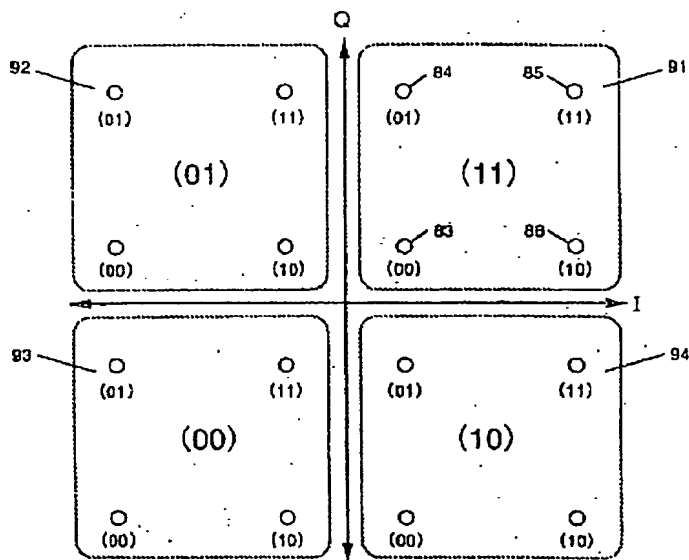 Q
92 84 85 91
(01) (11) (01) (11)
(01) (11)
83 86
(00) (10) (00) (10)
I
93 94
(01) (11) (01) (11)
(00) (10)
(00) (10) (00) (10)